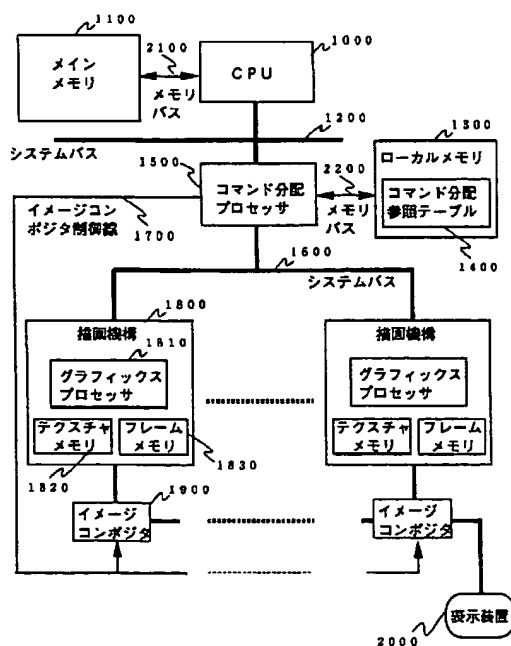 1100
メイン
メモリ
2100
メモリ
バス
1000
CPU
1200
システムバス
1500
コマンド分配
プロセッサ
2200
メモリ
バス
1300
ローカルメモリ
コマンド分配
参照テーブル
1400
イメージコン
ポジタ制御線
1700
1600
システムバス
1800
描画機構
1810
グラフィックス
プロセッサ
テクスチャ
メモリ
フレーム
メモリ
1820
1830
描画機構
グラフィックス
プロセッサ
テクスチャ
メモリ
フレーム
メモリ
1900
イメージ
コンポジタ
イメージ
コンポジタ
2000
表示装置